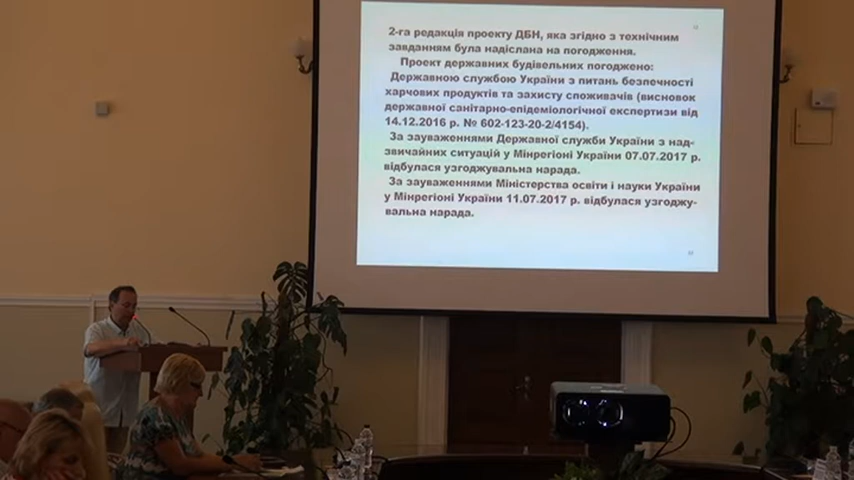 2-га редакція проекту ДБН, яка згідно з технічним
завданням була надіслана на погодження.
Проект державних будівельних погоджено:
Державною службою України з питань безпечності
харчових продуктів та захисту споживачів (висновок
державної санітарно-епідеміологічної експертизи від
14.12.2016 р. № 602-123-20-2/4154).
За зауваженнями Державної служби України з над-
звичайних ситуацій у Мінрегіоні України 07.07.2017 р.
відбулася узгоджувальна нарада.
За зауваженнями Міністерства освіти і науки України
у Мінрегіоні України 11.07.2017 р. відбулася узгоджу-
вальна нарада.